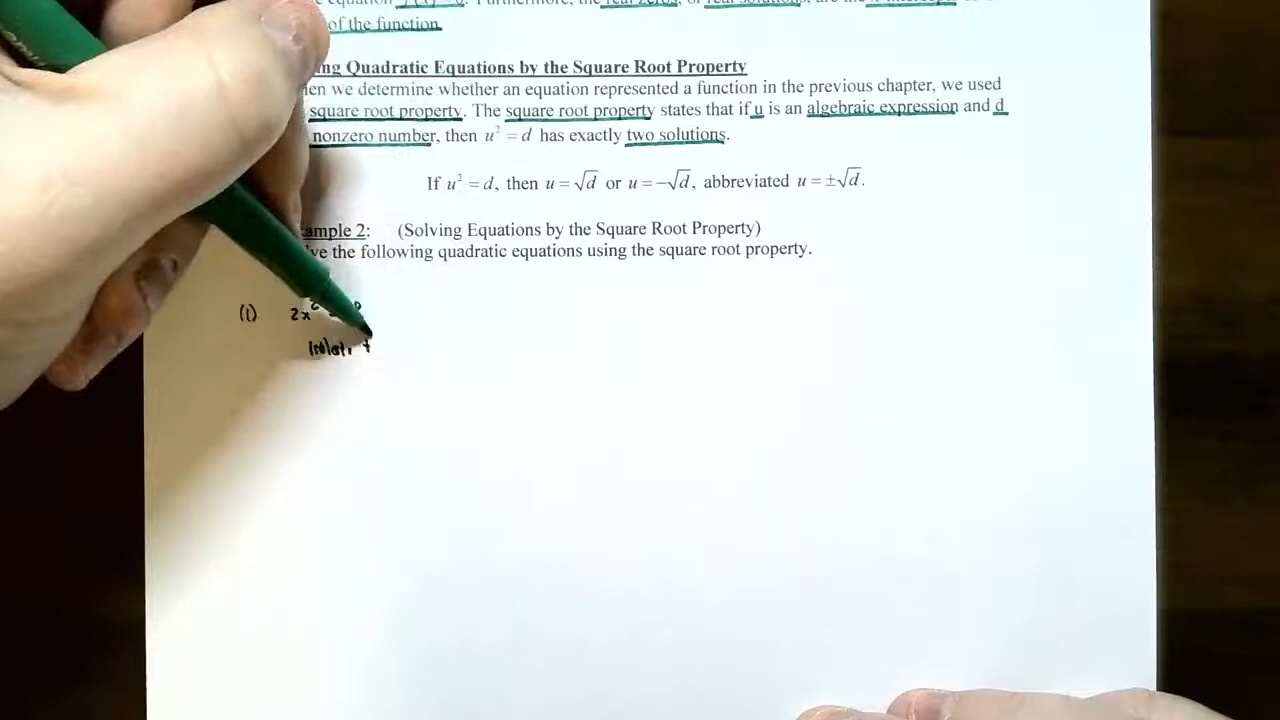 of the function.
ng Quadratic Equations by the Square Root Property
en we determine whether an equation represented a function in the previous chapter, we used
square root property. The square root property states that if u is an algebraic expression and d
nonzero number, then u² = d has exactly two solutions.
If u² = d, then u = √d or u = −√d, abbreviated u = ±√d.
ample 2: (Solving Equations by the Square Root Property)
ve the following quadratic equations using the square root property.
(1) 2x²